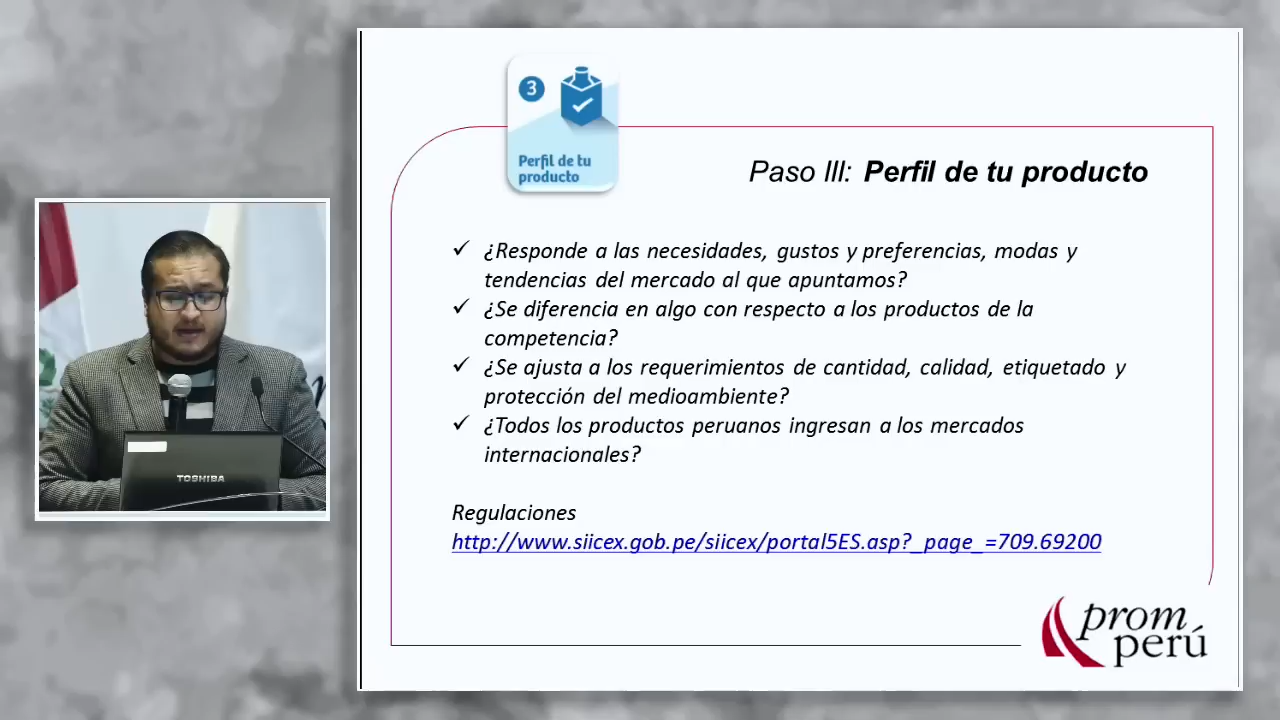 3
Perfil de tu
producto
Paso III: Perfil de tu producto
¿Responde a las necesidades, gustos y preferencias, modas y
tendencias del mercado al que apuntamos?
¿Se diferencia en algo con respecto a los productos de la
competencia?
¿Se ajusta a los requerimientos de cantidad, calidad, etiquetado y
protección del medioambiente?
¿Todos los productos peruanos ingresan a los mercados
internacionales?
Regulaciones
http://www.siicex.gob.pe/siicex/portal5ES.asp?_page_=709.69200
TOSHIBA
prom
perú